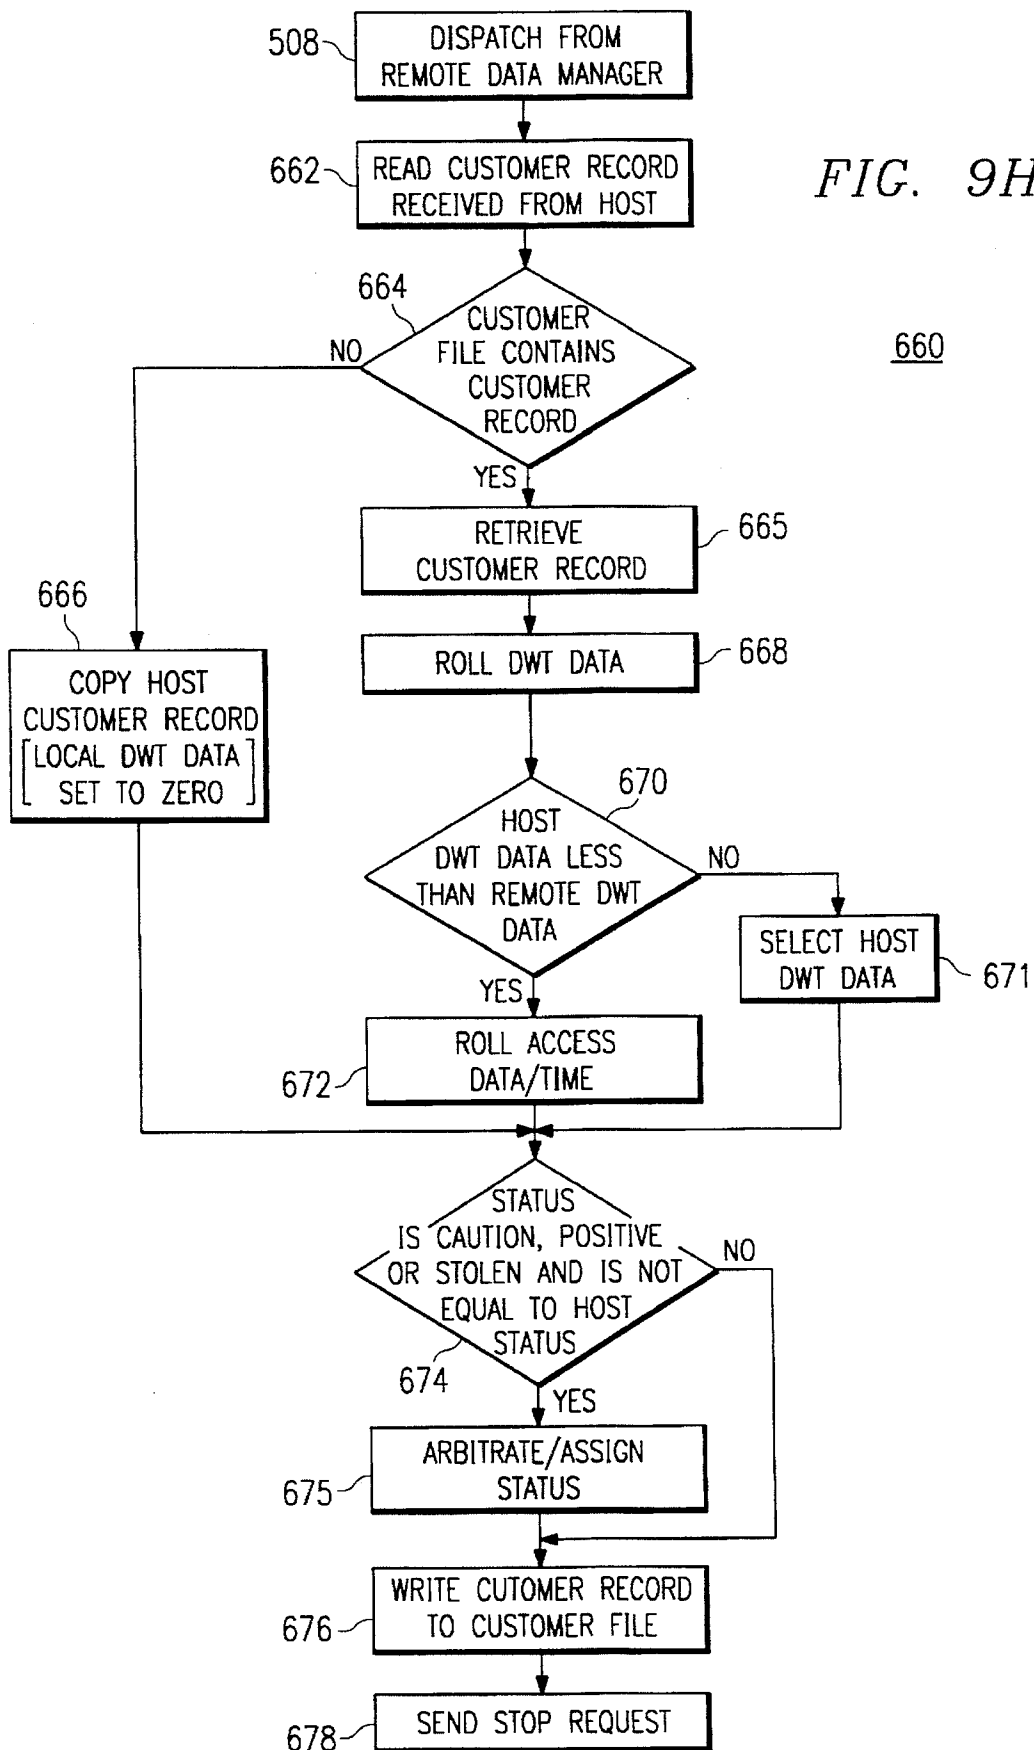 508
DISPATCH FROM
REMOTE DATA MANAGER
662
READ CUSTOMER RECORD
RECEIVED FROM HOST
FIG. 9H
660
664
CUSTOMER
FILE CONTAINS
CUSTOMER
RECORD
NO
YES
RETRIEVE
CUSTOMER RECORD
665
666
COPY HOST
CUSTOMER RECORD
[LOCAL DWT DATA
SET TO ZERO]
ROLL DWT DATA
668
670
HOST
DWT DATA LESS
THAN REMOTE DWT
DATA
NO
YES
SELECT HOST
DWT DATA
671
672
ROLL ACCESS
DATA/TIME
STATUS
IS CAUTION, POSITIVE
OR STOLEN AND IS NOT
EQUAL TO HOST
STATUS
NO
674
YES
675
ARBITRATE/ASSIGN
STATUS
676
WRITE CUTOMER RECORD
TO CUSTOMER FILE
678
SEND STOP REQUEST